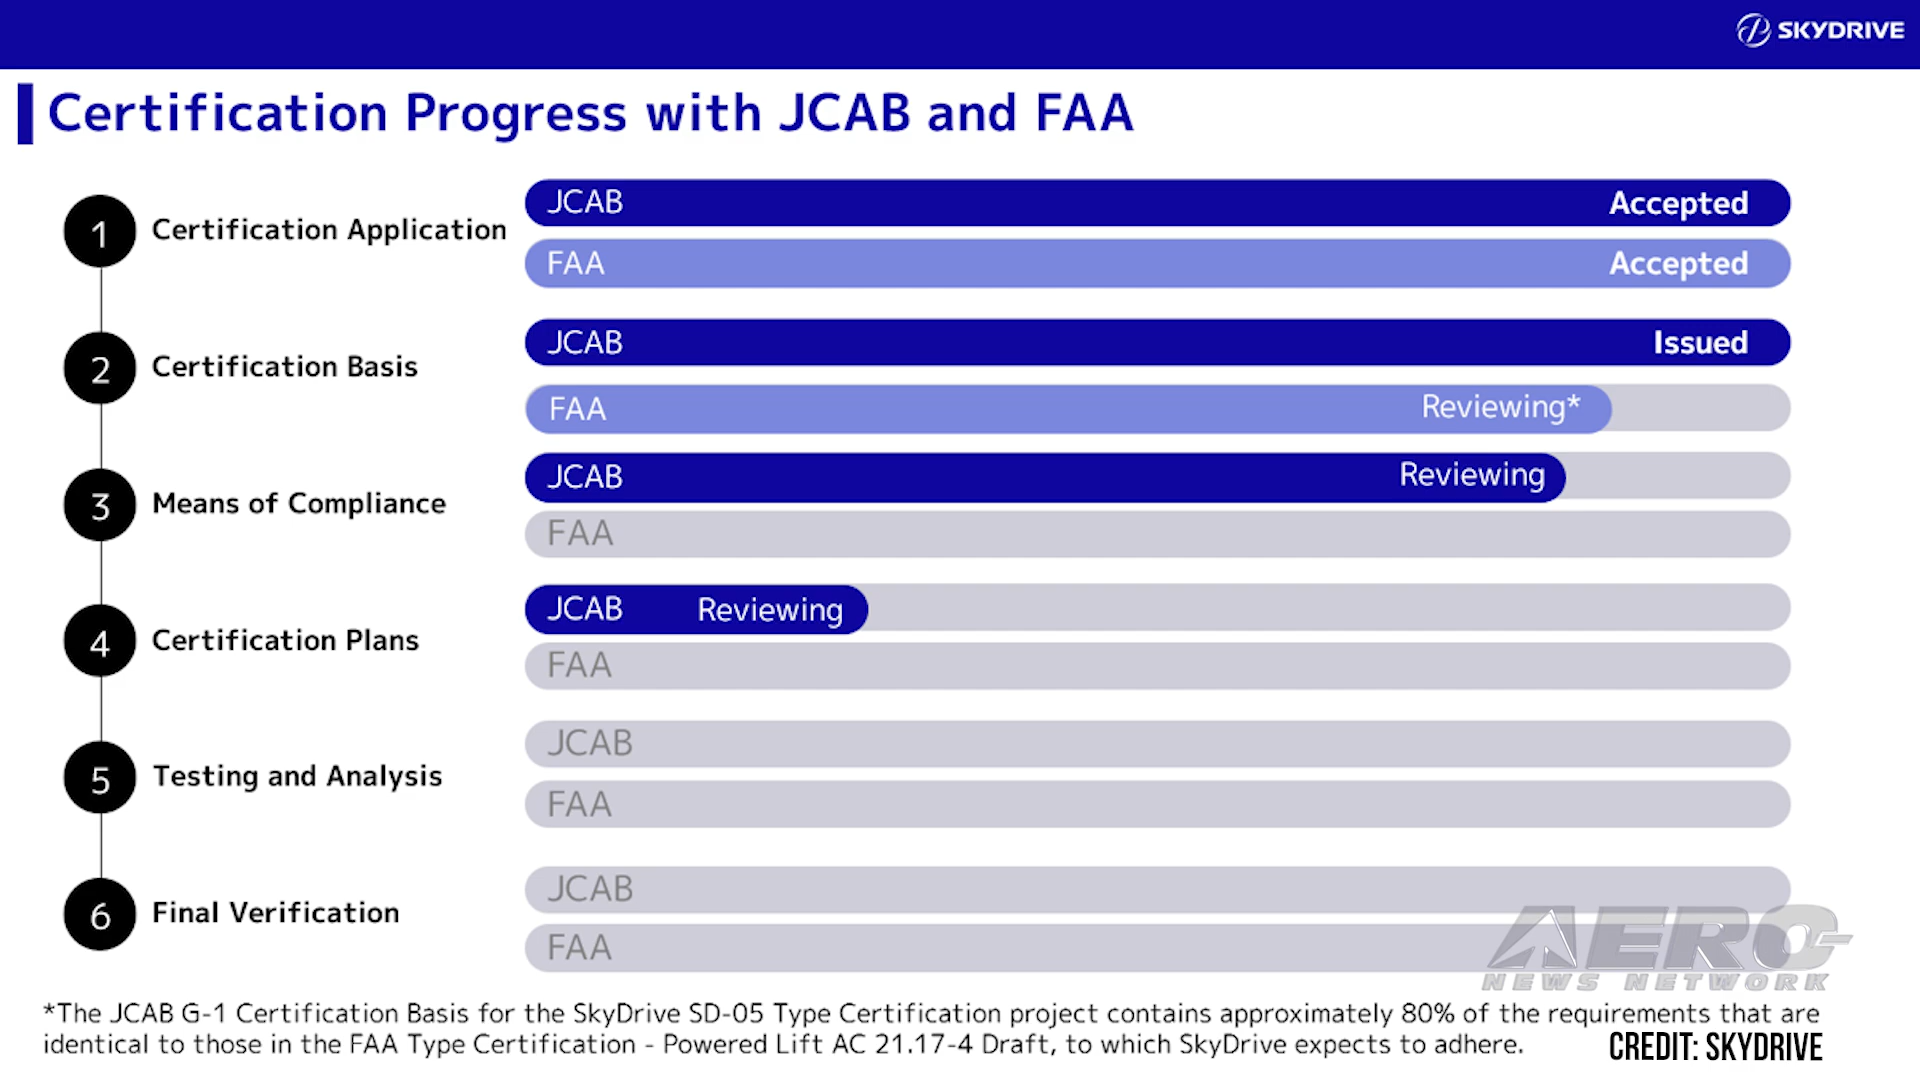 SKYDRIVE
Certification Progress with JCAB and FAA
1 Certification Application
JCAB Accepted
FAA Accepted
2 Certification Basis
JCAB Issued
FAA Reviewing*
3 Means of Compliance
JCAB Reviewing
FAA
4 Certification Plans
JCAB Reviewing
FAA
5 Testing and Analysis
JCAB
FAA
6 Final Verification
JCAB
FAA
AERO-
NEWS NETWORK
*The JCAB G-1 Certification Basis for the SkyDrive SD-05 Type Certification project contains approximately 80% of the requirements that are
identical to those in the FAA Type Certification - Powered Lift AC 21.17-4 Draft, to which SkyDrive expects to adhere.
CREDIT: SKYDRIVE